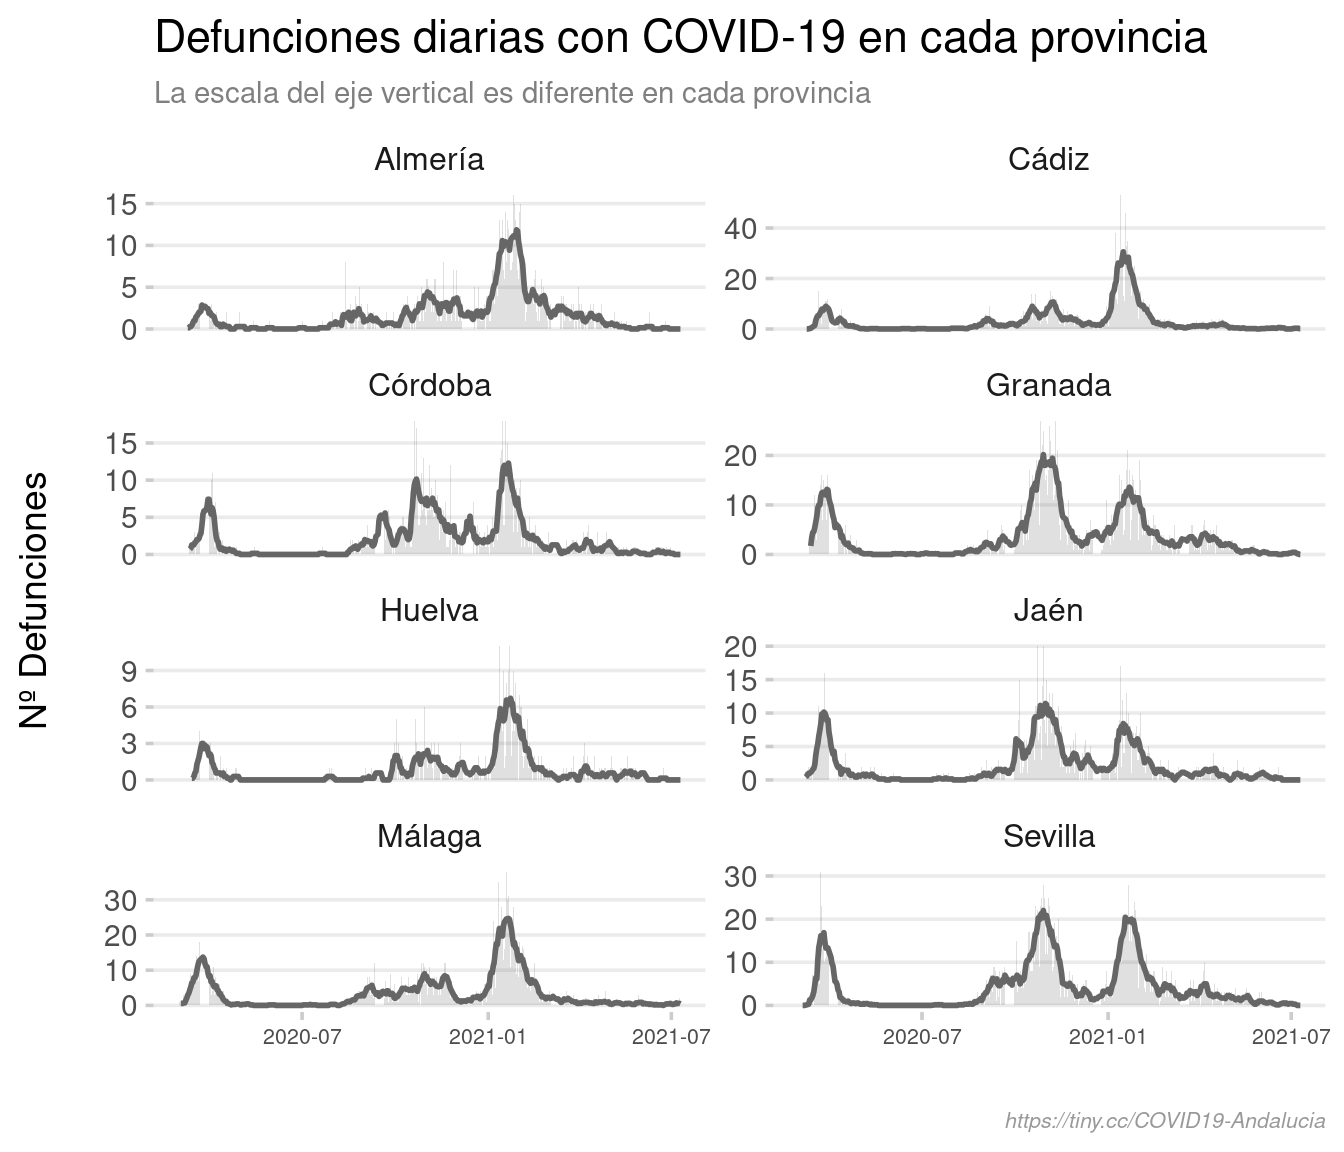 Defunciones diarias con COVID-19 en cada provincia
La escala del eje vertical es diferente en cada provincia
Nº Defunciones
Almería
15
10
5
0
Cádiz
40
20
0
Córdoba
15
10
5
0
Granada
20
10
0
Huelva
9
6
3
0
Jaén
20
15
10
5
0
Málaga
30
20
10
0
Sevilla
30
20
10
0
2020-07 2021-01 2021-07
2020-07 2021-01 2021-07
https://tiny.cc/COVID19-Andalucia